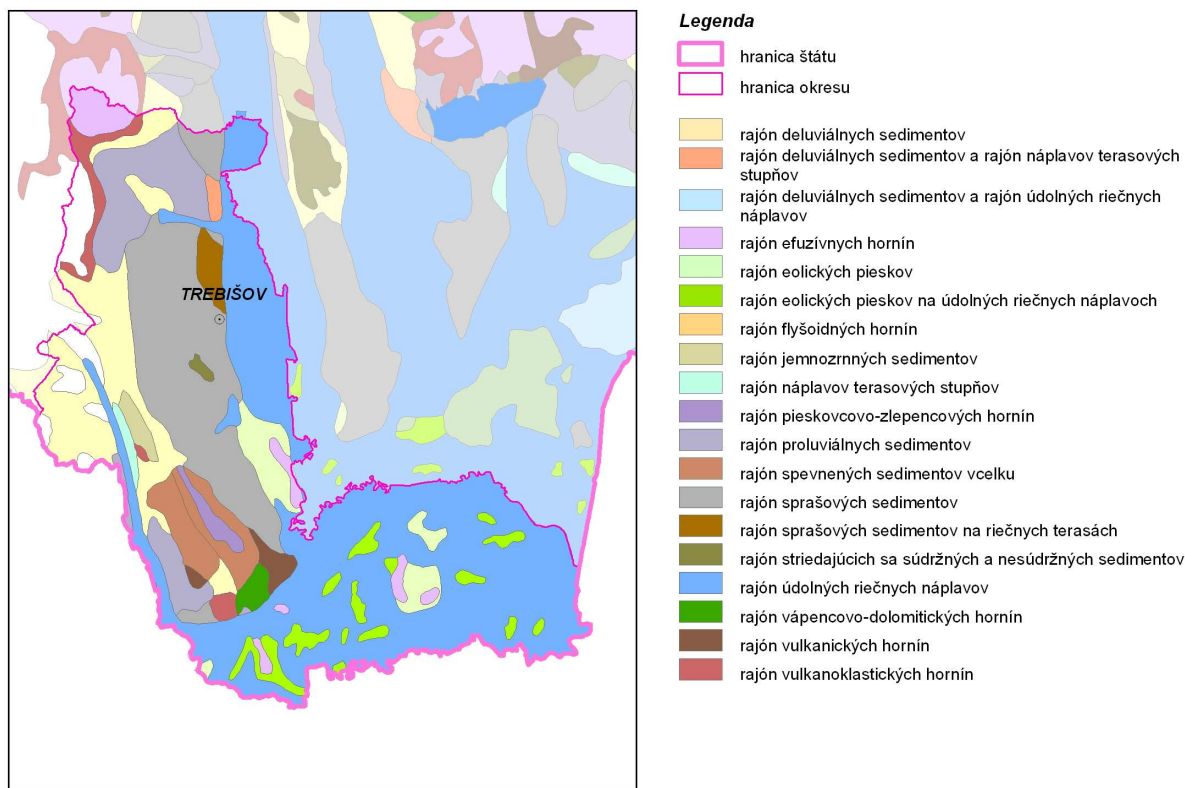 TREBIŠOV
Legenda
hranica štátu
hranica okresu
rajón deluviálnych sedimentov
rajón deluviálnych sedimentov a rajón náplavov terasových
stupňov
rajón deluviálnych sedimentov a rajón údolných riečnych
náplavov
rajón efuzívnych hornín
rajón eolických pieskov
rajón eolických pieskov na údolných riečnych náplavoch
rajón flyšoidných hornín
rajón jemnozrnných sedimentov
rajón náplavov terasových stupňov
rajón pieskovcovo-zlepencových hornín
rajón proluviálnych sedimentov
rajón spevnených sedimentov vcelku
rajón sprašových sedimentov
rajón sprašových sedimentov na riečnych terasách
rajón striedajúcich sa súdržných a nesúdržných sedimentov
rajón údolných riečnych náplavov
rajón vápencovo-dolomitických hornín
rajón vulkanických hornín
rajón vulkanoklastických hornín